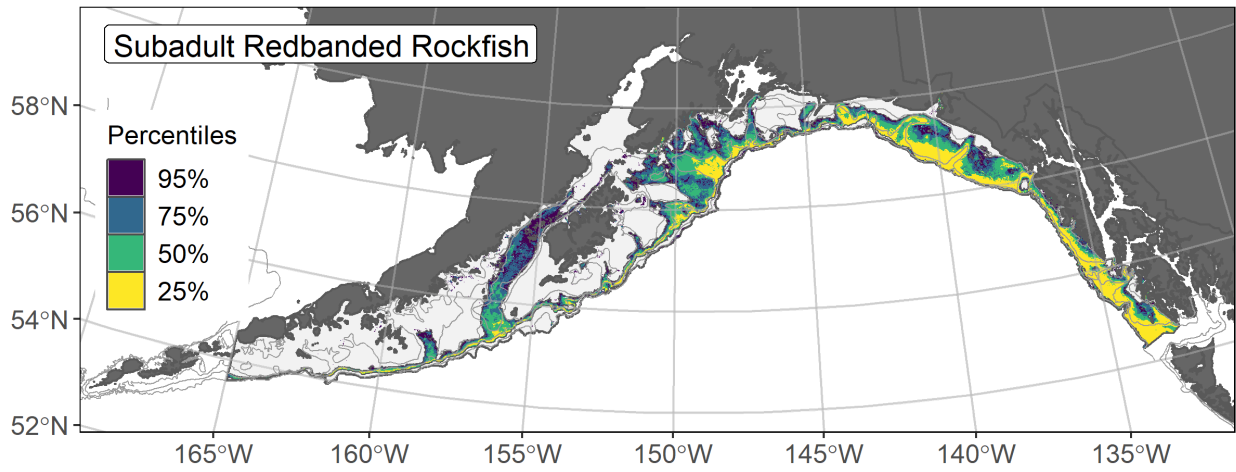 Subadult Redbanded Rockfish
Percentiles
95%
75%
50%
25%
58°N
56°N
54°N
52°N
165°W
160°W
155°W
150°W
145°W
140°W
135°W